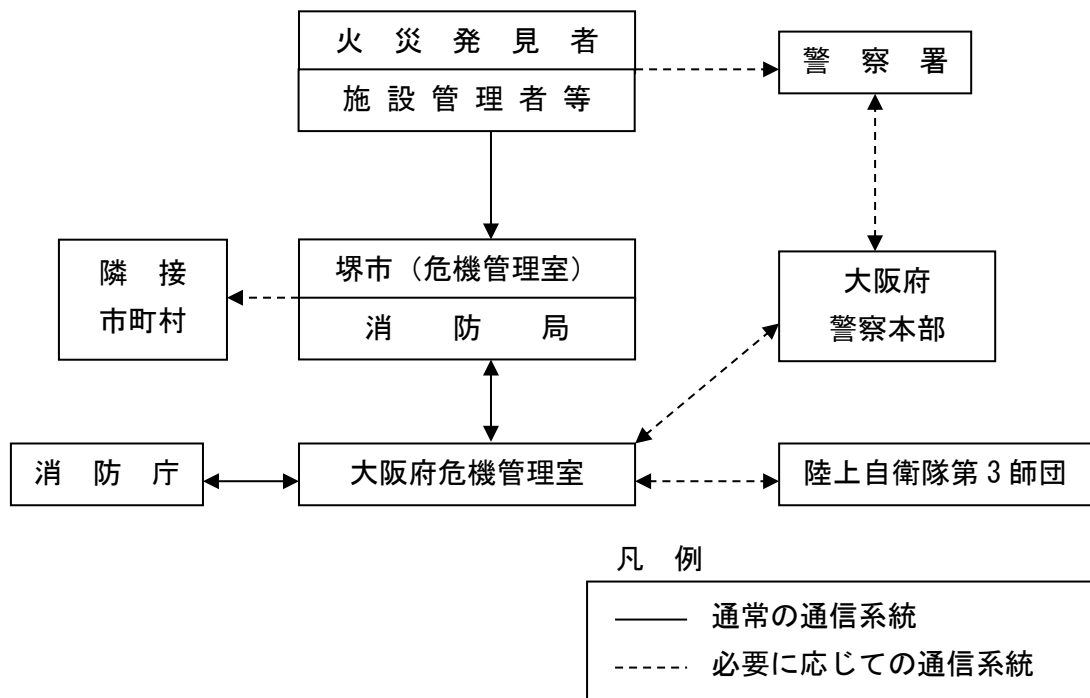 火 災 発 見 者
施 設 管 理 者 等
警 察 署
隣 接
市町村
堺市（危機管理室）
消 防 局
大阪府
警察本部
消 防 庁
大阪府危機管理室
陸上自衛隊第３師団
凡 例
通常の通信系統
必要に応じての通信系統